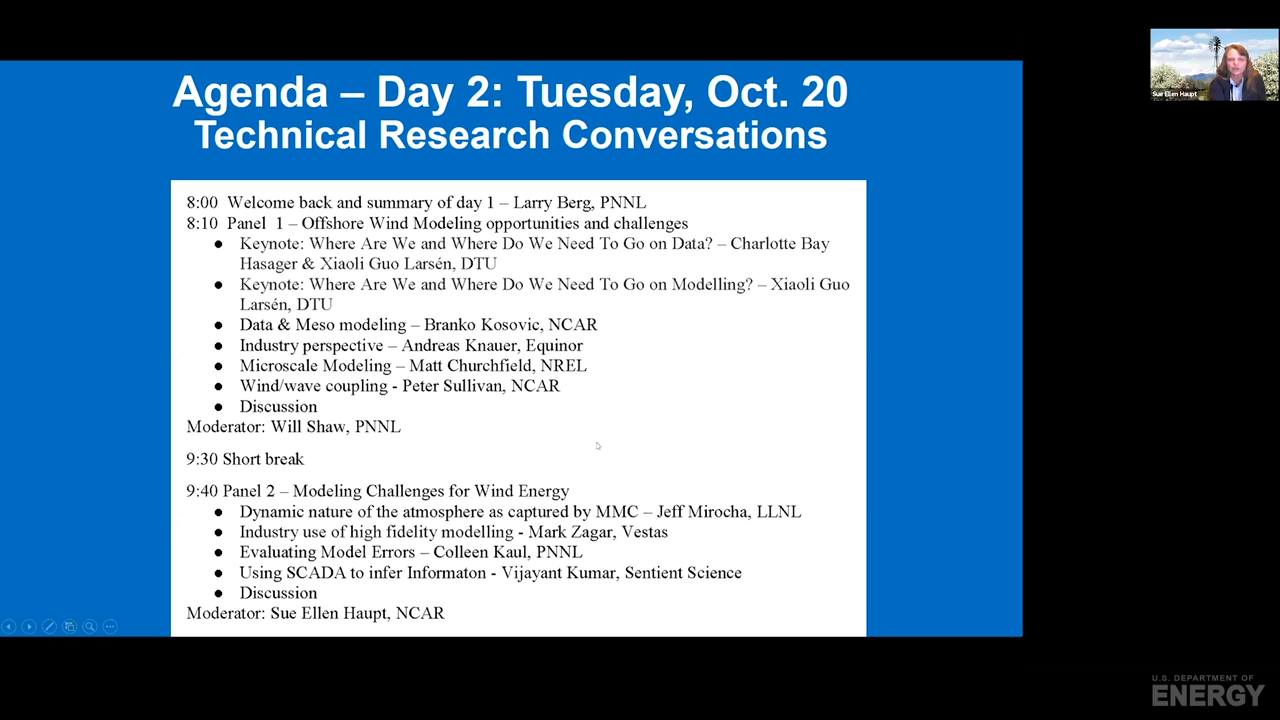 Agenda – Day 2: Tuesday, Oct. 20
Technical Research Conversations
Sue Ellen Haupt
8:00 Welcome back and summary of day 1 – Larry Berg, PNNL
8:10 Panel 1 – Offshore Wind Modeling opportunities and challenges
● Keynote: Where Are We and Where Do We Need To Go on Data? – Charlotte Bay
Hasager & Xiaoli Guo Larsén, DTU
● Keynote: Where Are We and Where Do We Need To Go on Modelling? – Xiaoli Guo
Larsén, DTU
● Data & Meso modeling – Branko Kosovic, NCAR
● Industry perspective – Andreas Knauer, Equinor
● Microscale Modeling – Matt Churchfield, NREL
● Wind/wave coupling - Peter Sullivan, NCAR
● Discussion
Moderator: Will Shaw, PNNL
9:30 Short break
9:40 Panel 2 – Modeling Challenges for Wind Energy
● Dynamic nature of the atmosphere as captured by MMC – Jeff Mirocha, LLNL
● Industry use of high fidelity modelling - Mark Zagar, Vestas
● Evaluating Model Errors – Colleen Kaul, PNNL
● Using SCADA to infer Informaton - Vijayant Kumar, Sentient Science
● Discussion
Moderator: Sue Ellen Haupt, NCAR
U.S. DEPARTMENT OF
ENERGY